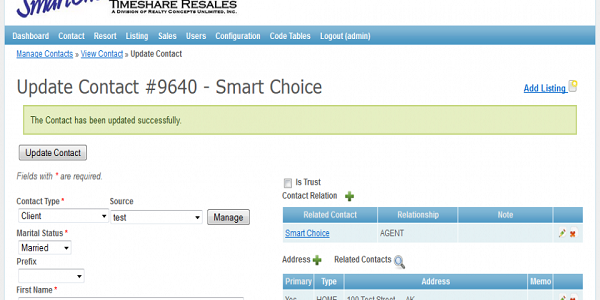 SmartCh
TIMESHARE RESALES
A DIVISION OF REALTY CONCEPTS UNLIMITED, INC.
Dashboard Contact Resort Listing Sales Users Configuration Code Tables Logout (admin)
Manage Contacts » View Contact » Update Contact
Update Contact #9640 - Smart Choice
Add Listing
The Contact has been updated successfully.
Update Contact
Fields with * are required.
Is Trust
Contact Relation
Contact Type * Source
Client test Manage
Related Contact Relationship Note
Smart Choice AGENT
Marital Status *
Married
Prefix
Address Related Contacts
Primary Type Address Memo
First Name *
Yes HOME 100 Test Street AK